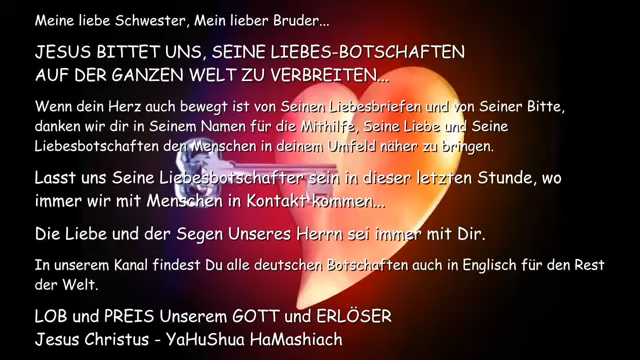 Meine liebe Schwester, Mein lieber Bruder...
JESUS BITTET UNS, SEINE LIEBES-BOTSCHAFTEN
AUF DER GANZEN WELT ZU VERBREITEN...
Wenn dein Herz auch bewegt ist von Seinen Liebesbriefen und von Seiner Bitte,
danken wir dir in Seinem Namen für die Mithilfe, Seine Liebe und Seine
Liebesbotschaften den Menschen in deinem Umfeld näher zu bringen.
Lasst uns Seine Liebesbotschafter sein in dieser letzten Stunde, wo
immer wir mit Menschen in Kontakt kommen...
Die Liebe und der Segen Unseres Herrn sei immer mit Dir.
In unserem Kanal findest Du alle deutschen Botschaften auch in Englisch für den Rest
der Welt.
LOB und PREIS Unserem GOTT und ERLÖSER
Jesus Christus - YaHuShua HaMashiach